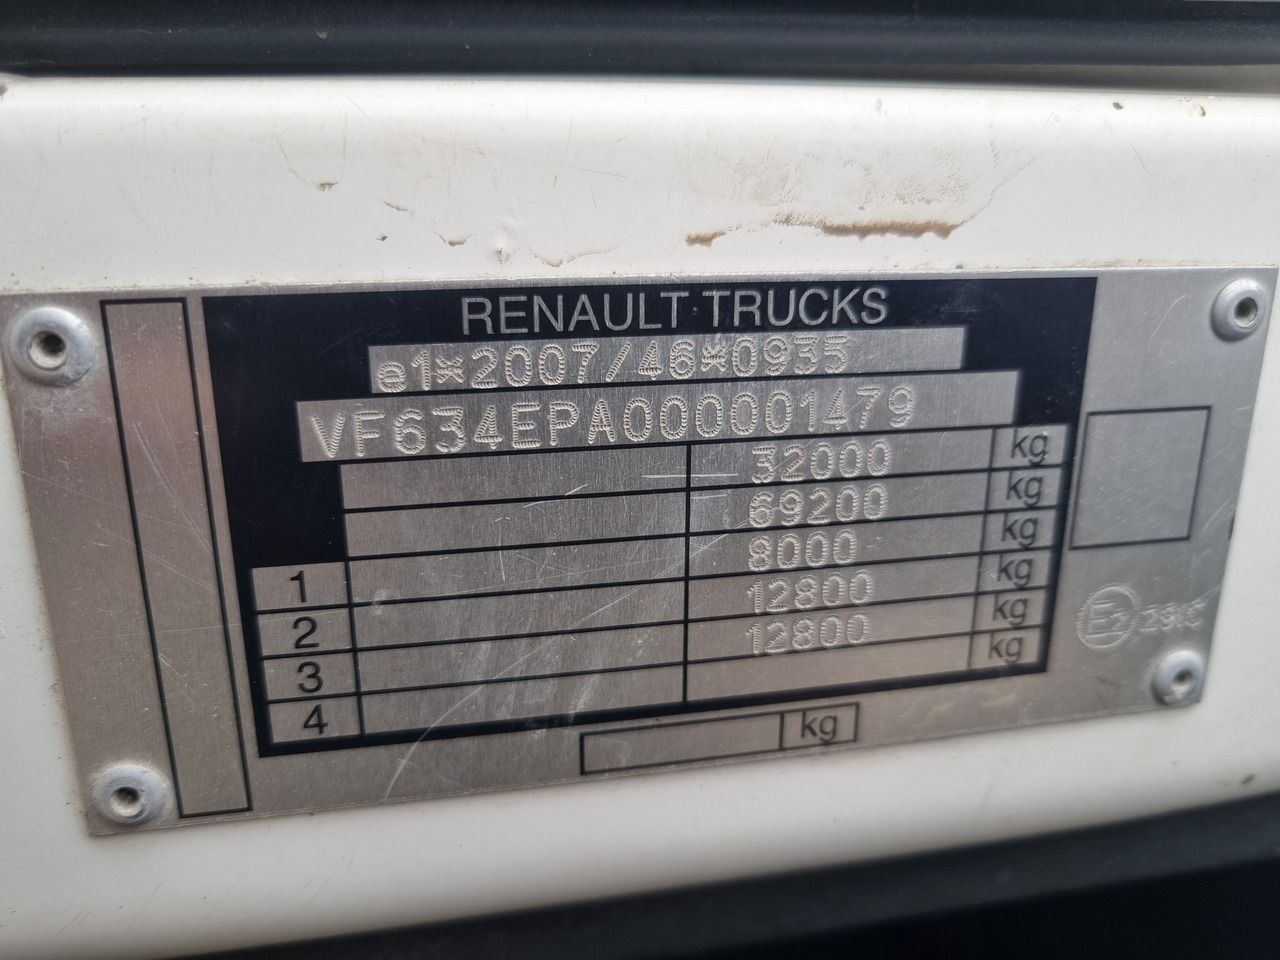 RENAULT TRUCKS
e1*2007/46*0935
VF634EPA000001479
32000 kg
69200 kg
1 8000 kg
2 12800 kg
3 12800 kg
4 kg
kg
E